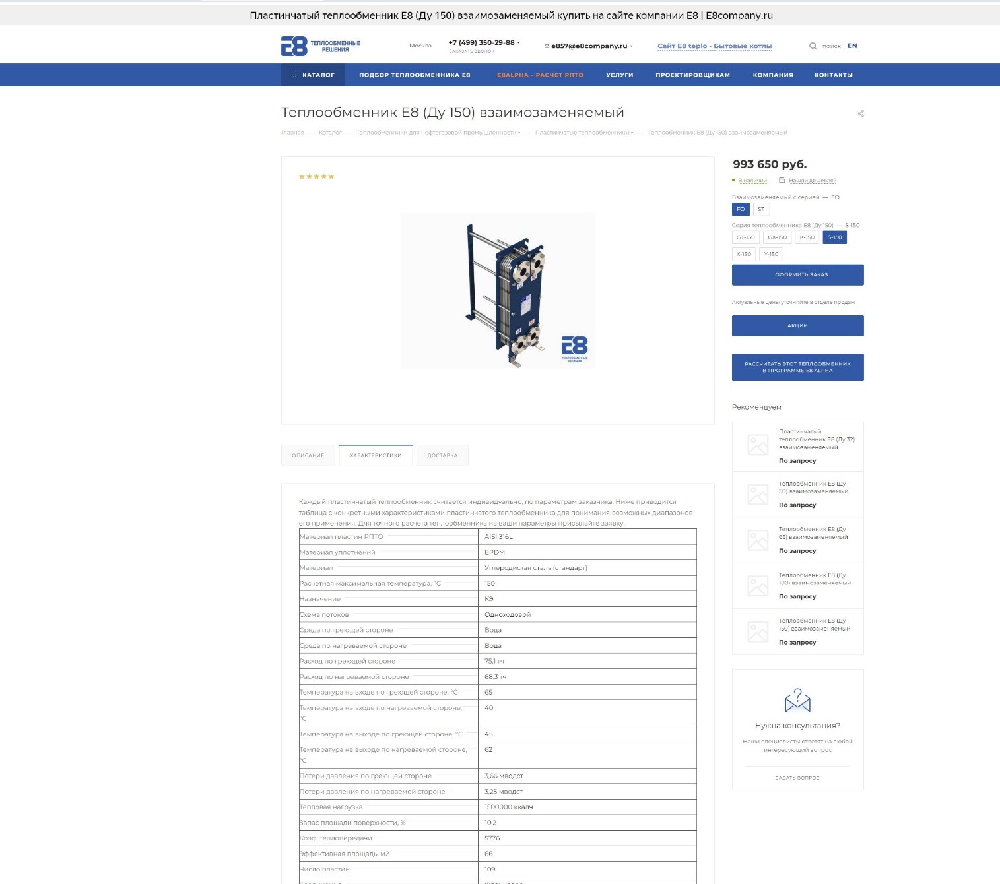 Пластинчатый теплообменник Е8 (Ду 150) взаимозаменяемый купить на сайте компании Е8 | E8company.ru
E8 ТЕПЛООБМЕННЫЕ РЕШЕНИЯ
Москва
+7 (499) 350-29-88
ЗАКАЗАТЬ ЗВОНОК
e857@e8company.ru
Сайт E8 teplo - Бытовые котлы
ПОИСК
EN
КАТАЛОГ
ПОДБОР ТЕПЛООБМЕННИКА Е8
E8ALPHA - РАСЧЕТ РПТО
УСЛУГИ
ПРОЕКТИРОВЩИКАМ
КОМПАНИЯ
КОНТАКТЫ
Теплообменник Е8 (Ду 150) взаимозаменяемый
Главная — Каталог — Теплообменники для нефтегазовой промышленности — Пластинчатые теплообменники — Теплообменник Е8 (Ду 150) взаимозаменяемый
E8
ТЕПЛООБМЕННЫЕ
РЕШЕНИЯ
993 650 руб.
В наличии
Нашли дешевле?
Взаимозаменяемый с серией — FO
FO ST
Серия теплообменника Е8 (Ду 150) — S-150
GT-150 GX-150 K-150 S-150
X-150 Y-150
ОФОРМИТЬ ЗАКАЗ
Актуальные цены уточняйте в отделе продаж
АКЦИИ
РАССЧИТАТЬ ЭТОТ ТЕПЛООБМЕННИК
В ПРОГРАММЕ E8 ALPHA
Рекомендуем
Пластинчатый
теплообменник Е8 (Ду 32)
взаимозаменяемый
По запросу
Теплообменник Е8 (Ду
50) взаимозаменяемый
По запросу
Теплообменник Е8 (Ду
65) взаимозаменяемый
По запросу
Теплообменник Е8 (Ду
100) взаимозаменяемый
По запросу
Теплообменник Е8 (Ду
150) взаимозаменяемый
По запросу
Нужна консультация?
Наши специалисты ответят на любой
интересующий вопрос
ЗАДАТЬ ВОПРОС
ОПИСАНИЕ
ХАРАКТЕРИСТИКИ
ДОСТАВКА
Каждый пластинчатый теплообменник считается индивидуально, по параметрам заказчика. Ниже приводится
таблица с конкретными характеристиками пластинчатого теплообменника для понимания возможных диапазонов
его применения. Для точного расчета теплообменника на ваши параметры присылайте заявку.
Материал пластин РПТО AISI 316L
Материал уплотнений EPDM
Материал Углеродистая сталь (стандарт)
Расчетная максимальная температура, °С 150
Назначение КЭ
Схема потоков Одноходовой
Среда по греющей стороне Вода
Среда по нагреваемой стороне Вода
Расход по греющей стороне 75,1 тч
Расход по нагреваемой стороне 68,3 тч
Температура на входе по греющей стороне, °С 65
Температура на входе по нагреваемой стороне, 40
°С
Температура на выходе по греющей стороне, °С 45
Температура на выходе по нагреваемой стороне, 62
°С
Потери давления по греющей стороне 3,66 мводст
Потери давления по нагреваемой стороне 3,25 мводст
Тепловая нагрузка 1500000 ккалч
Запас площади поверхности, % 10,2
Коэф. теплопередачи 5776
Эффективная площадь, м2 66
Число пластин 109